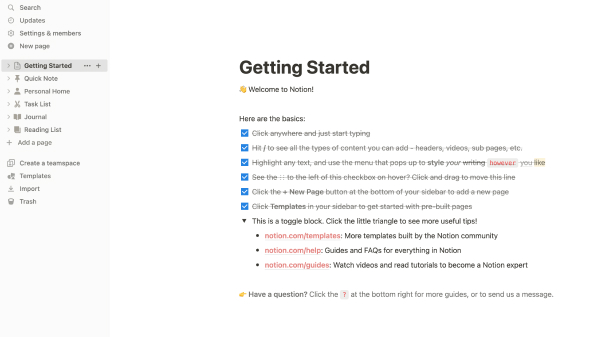 Search
Updates
Settings & members
New page
Getting Started
Quick Note
Personal Home
Task List
Journal
Reading List
Add a page
Create a teamspace
Templates
Import
Trash
Getting Started
👋 Welcome to Notion!
Here are the basics:
Click anywhere and just start typing
Hit / to see all the types of content you can add - headers, videos, sub pages, etc.
Highlight any text, and use the menu that pops up to style your writing however you like
See the ⋮⋮ to the left of this checkbox on hover? Click and drag to move this line
Click the + New Page button at the bottom of your sidebar to add a new page
Click Templates in your sidebar to get started with pre-built pages
This is a toggle block. Click the little triangle to see more useful tips!
• notion.com/templates: More templates built by the Notion community
• notion.com/help: Guides and FAQs for everything in Notion
• notion.com/guides: Watch videos and read tutorials to become a Notion expert
👉 Have a question? Click the ? at the bottom right for more guides, or to send us a message.